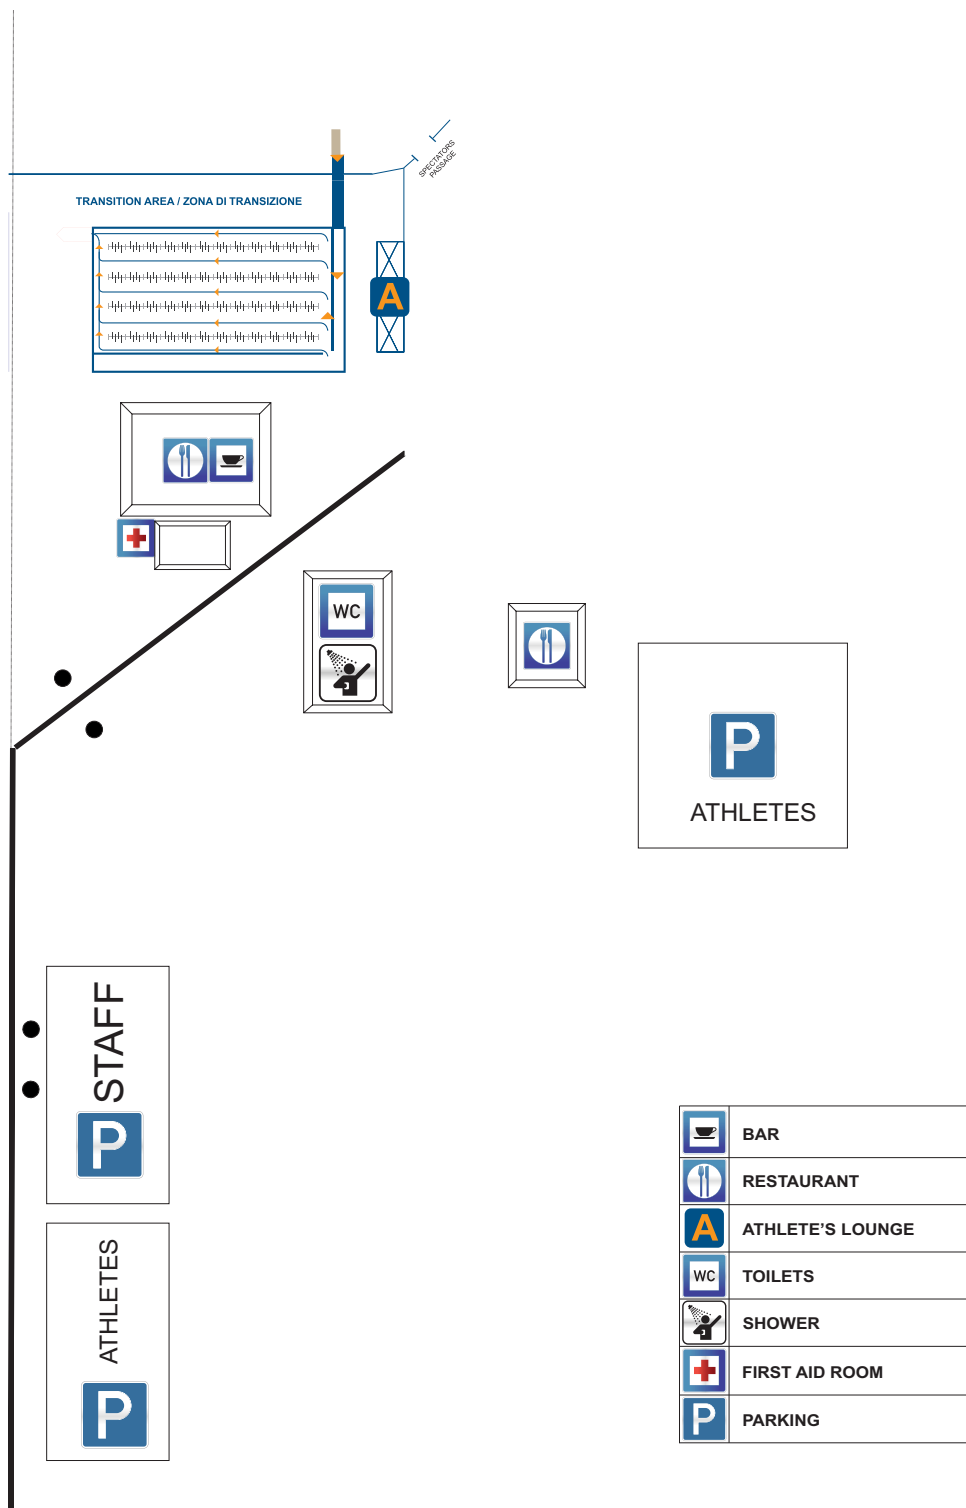 SPECTATORS
PASSAGE
TRANSITION AREA / ZONA DI TRANSIZIONE
A
WC
P
ATHLETES
STAFF
P
ATHLETES
P
BAR
RESTAURANT
A ATHLETE'S LOUNGE
WC TOILETS
SHOWER
FIRST AID ROOM
P PARKING